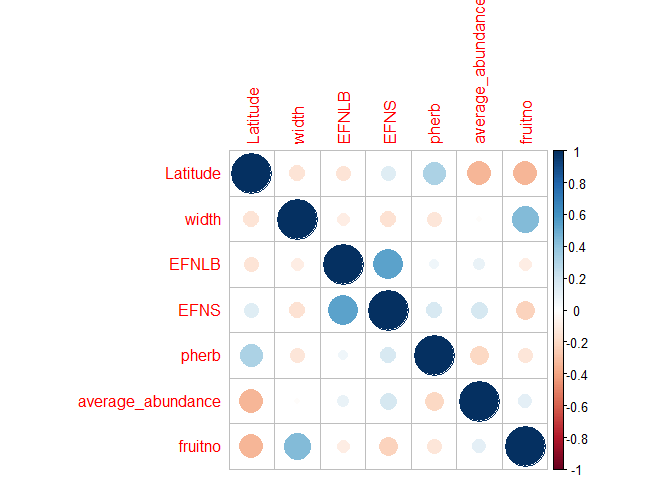 Latitude
width
EFNLB
EFNS
pherb
average_abundance
fruitno
Latitude
width
EFNLB
EFNS
pherb
average_abundance
fruitno
1
0.8
0.6
0.4
0.2
0
-0.2
-0.4
-0.6
-0.8
-1